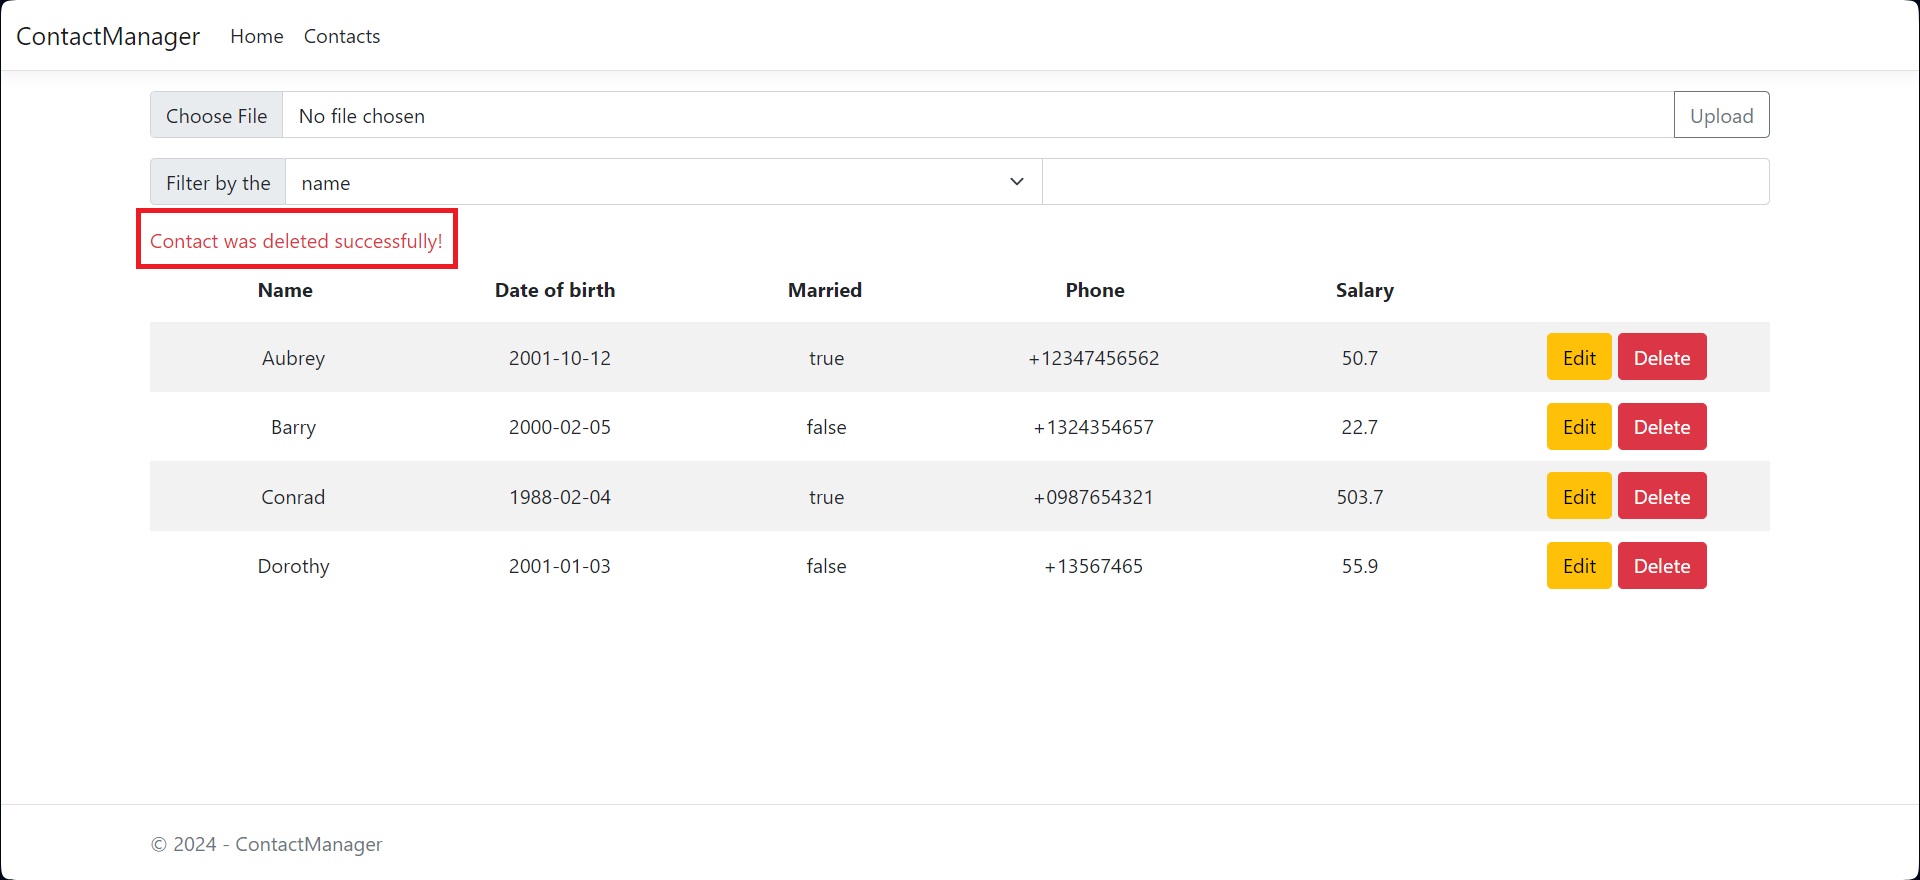 ContactManager Home Contacts
Choose File No file chosen Upload
Filter by the name
Contact was deleted successfully!
Name Date of birth Married Phone Salary
Aubrey 2001-10-12 true +12347456562 50.7 Edit Delete
Barry 2000-02-05 false +1324354657 22.7 Edit Delete
Conrad 1988-02-04 true +0987654321 503.7 Edit Delete
Dorothy 2001-01-03 false +13567465 55.9 Edit Delete
© 2024 - ContactManager